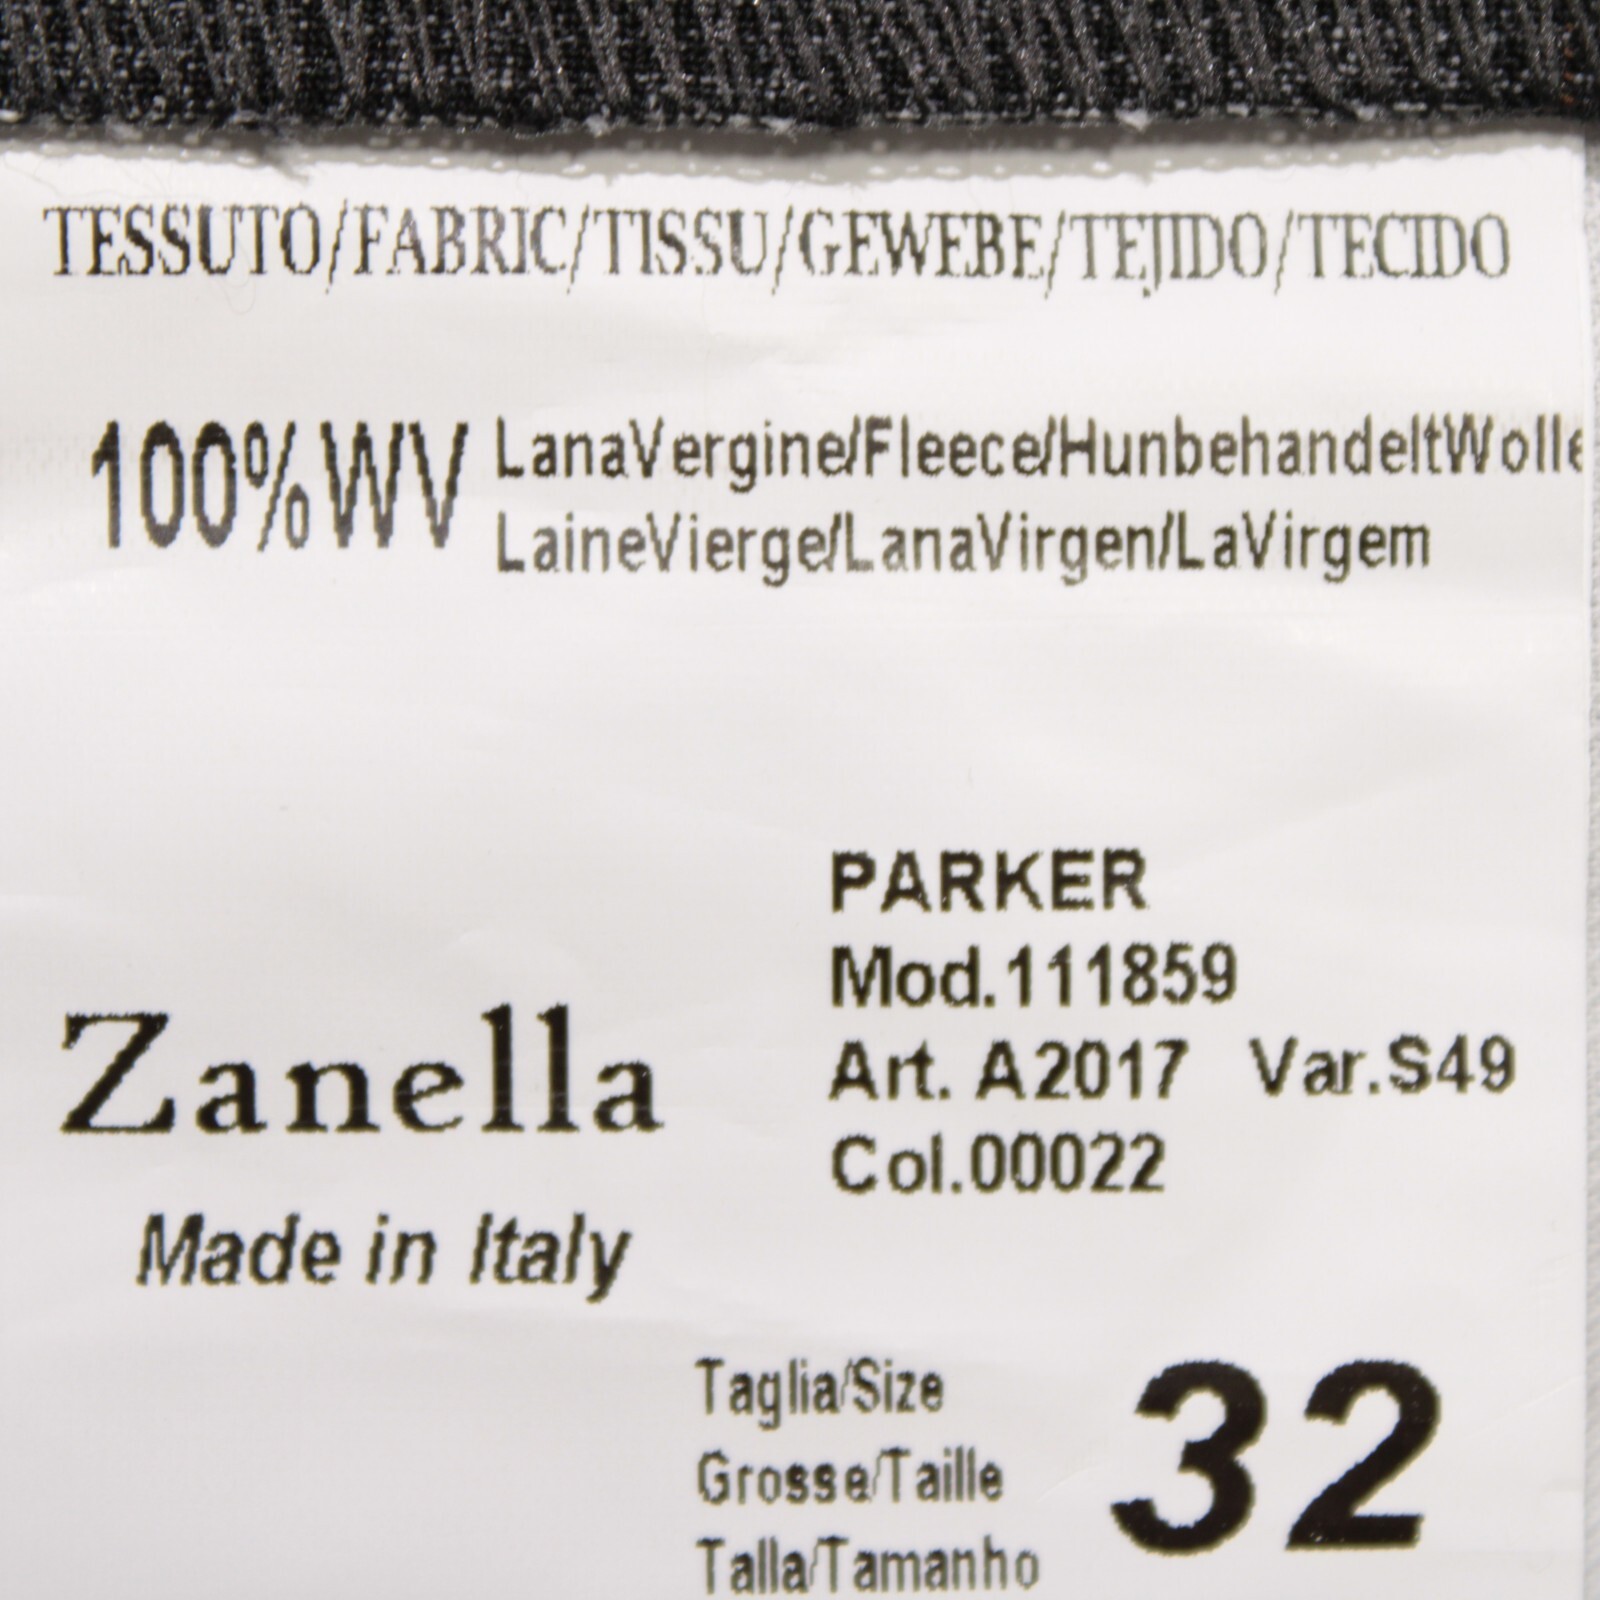 TESSUTO/FABRIC/TISSU/GEWEBE/TEJIDO/TECIDO
100%WV LanaVergine/Fleece/HunbehandeltWolle
LaineVierge/LanaVirgen/LaVirgem
PARKER
Mod.111859
Art. A2017 Var.S49
Col.00022
Zanella
Made in Italy
Taglia/Size
Grosse/Taille
Talla/Tamanho
32